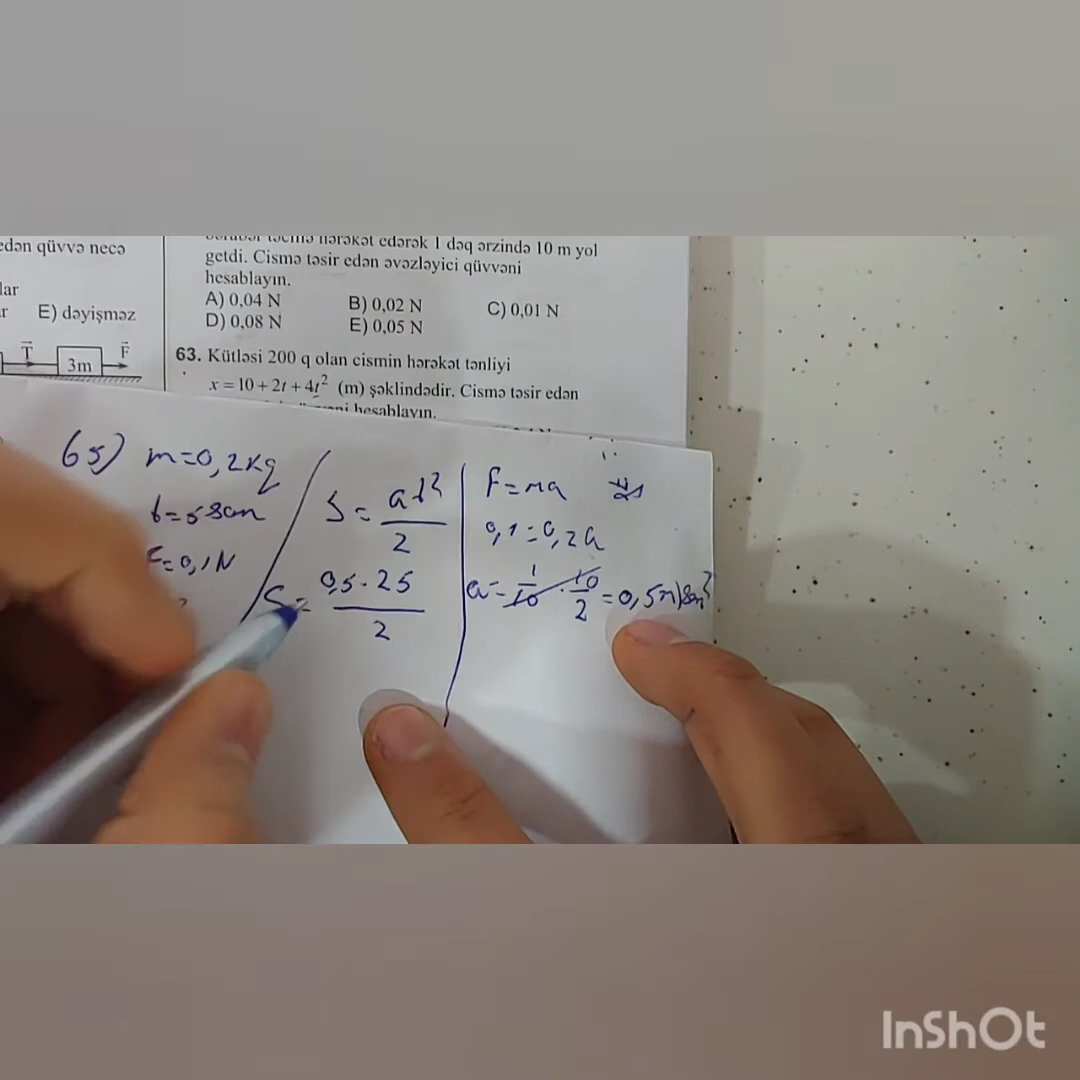 edən qüvvə necə
lar
r E) dəyişməz
T F
3m
hərəkət edərək 1 dəq ərzində 10 m yol
getdi. Cismə təsir edən əvəzləyici qüvvəni
hesablayın.
A) 0,04 N B) 0,02 N C) 0,01 N
D) 0,08 N E) 0,05 N
63. Kütləsi 200 q olan cismin hərəkət tənliyi
x = 10 + 2t + 4t² (m) şəklindədir. Cismə təsir edən
hesablayın.
65) m=0,2kq
t=5san
F=0,1N
S = at²/2
S = 0,5·25/2
F=ma
0,1=0,2a
a = 1/10 · 10/2 = 0,5m/san²
InShOt